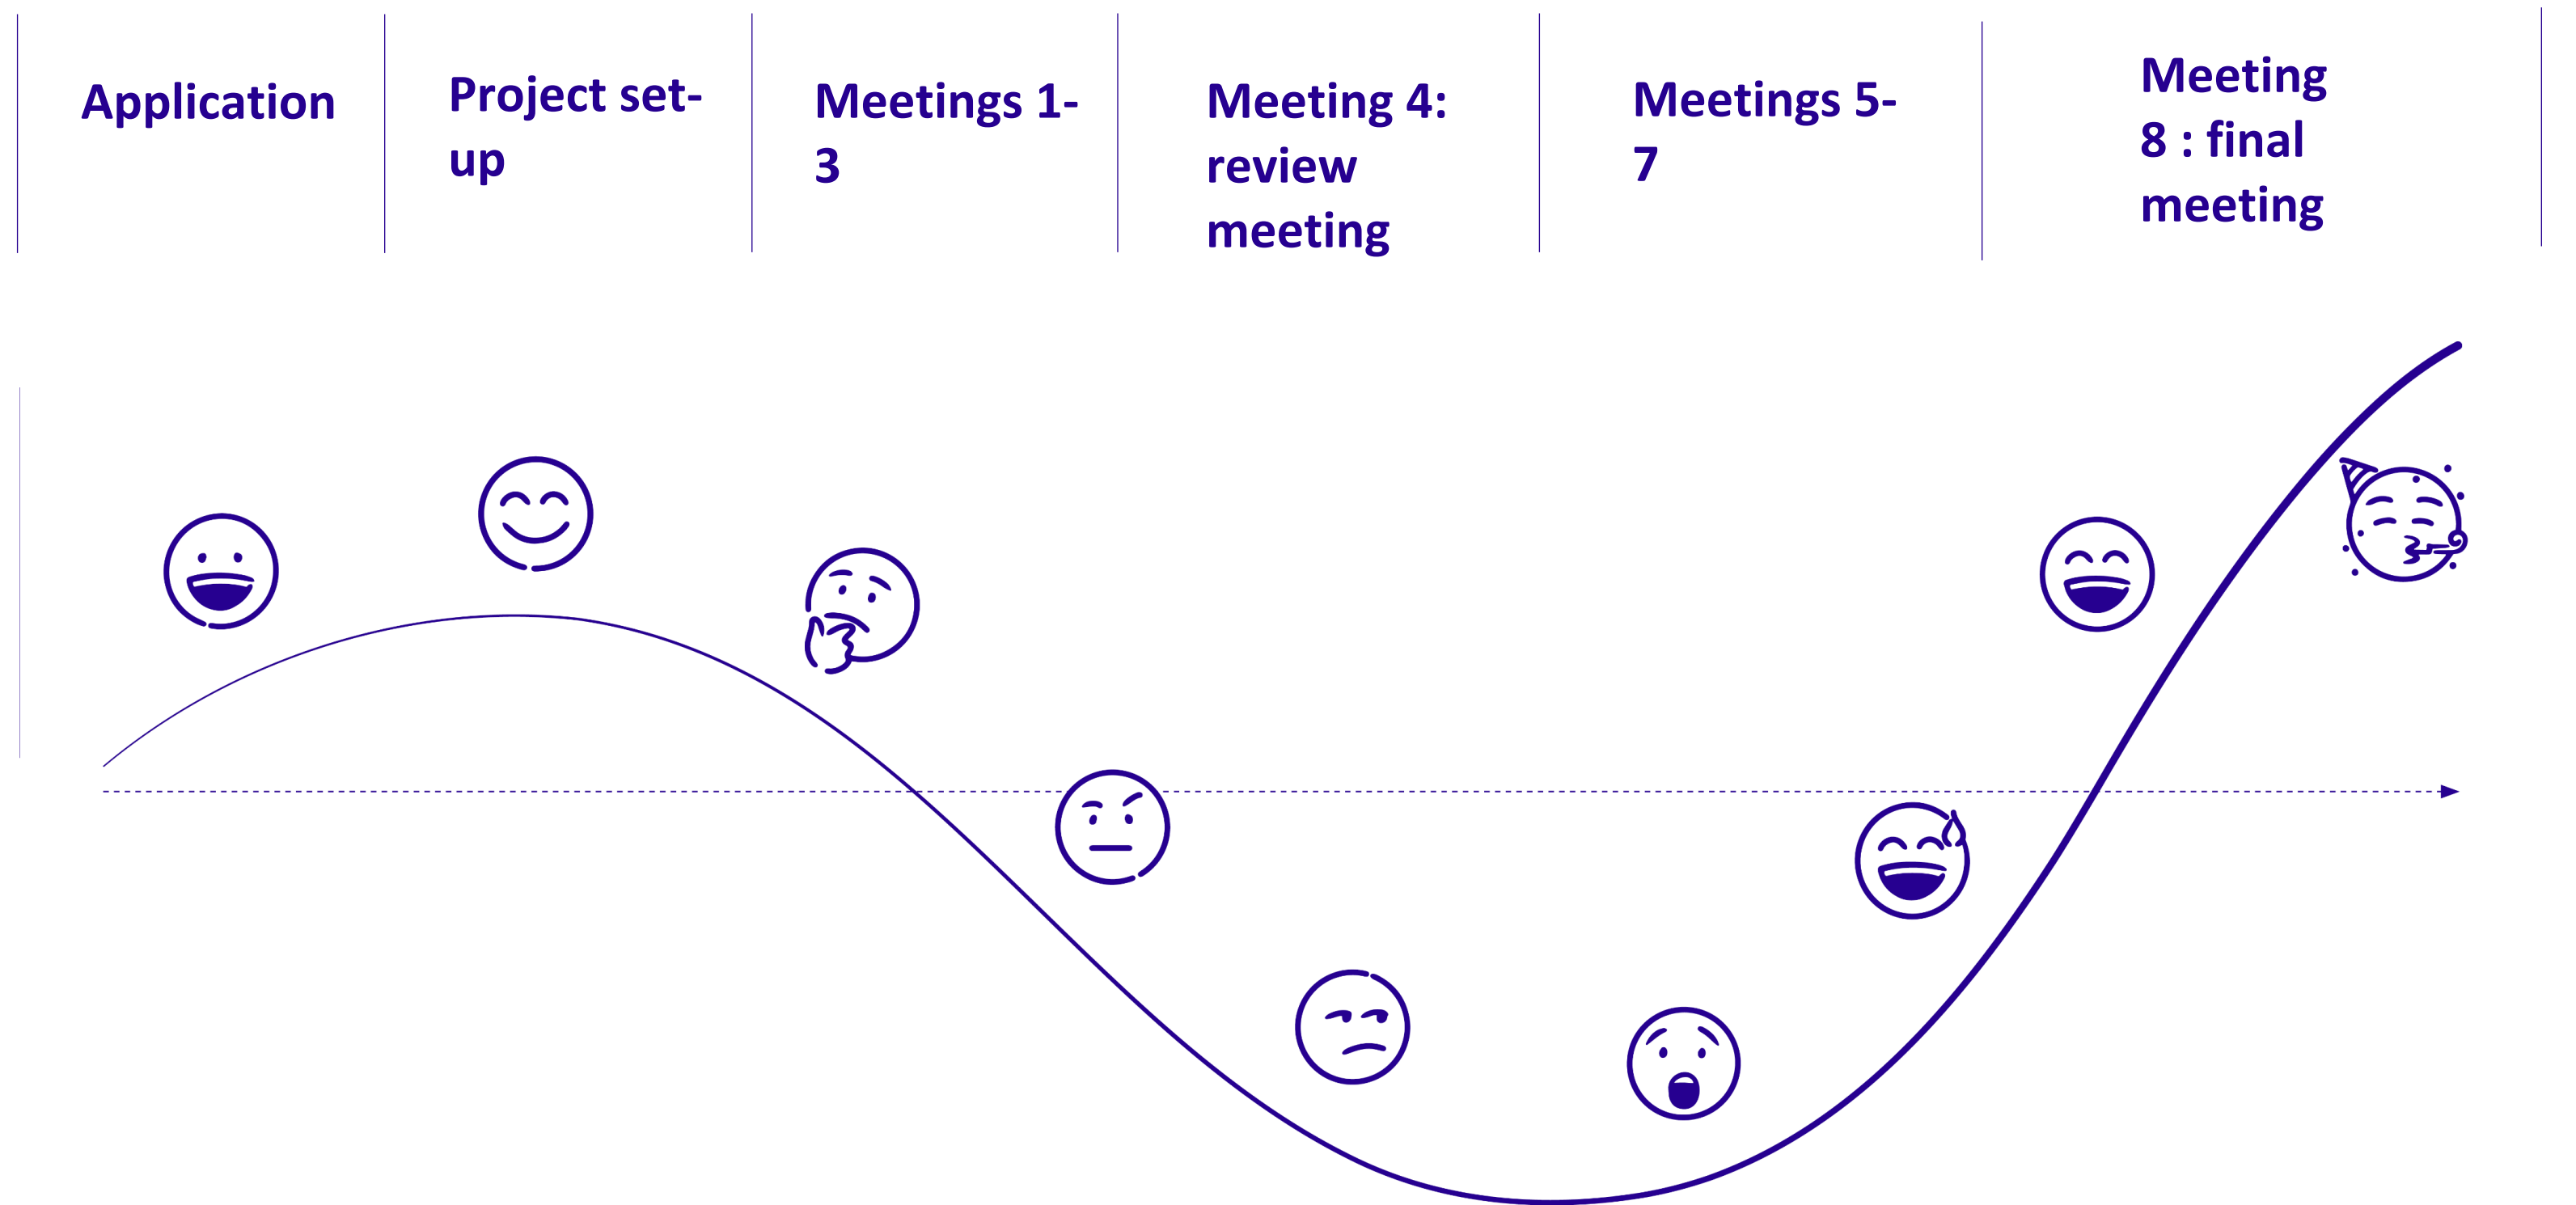 Application
Project set-
up
Meetings 1-
3
Meeting 4:
review
meeting
Meetings 5-
7
Meeting
8 : final
meeting